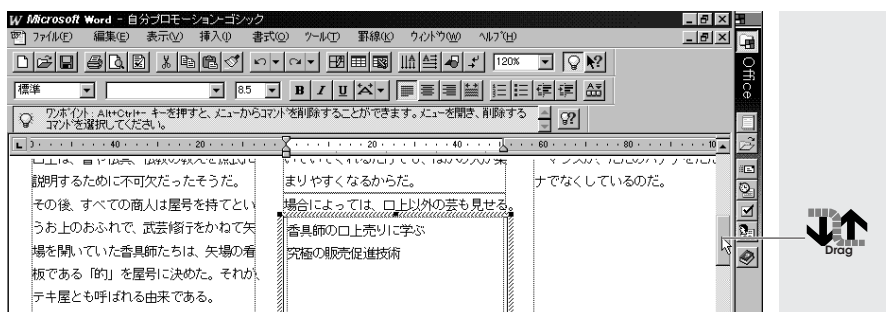 Microsoft Word - 自分プロモーション・ゴシック
ファイル(F) 編集(E) 表示(V) 挿入(I) 書式(O) ツール(T) 罫線(K) ウィンドウ(W) ヘルプ(H)
120%
標準 8.5 B I U
ワンポイント: Alt+Ctrl+- キーを押すと、メニューからコマンドを削除することができます。メニューを開き、削除する
コマンドを選択してください。
Office
説明するために不可欠だったそうだ。
その後、すべての商人は屋号を持てとい
うお上のおふれで、武芸修行をかねて矢
場を開いていた香具師たちは、矢場の看
板である「的」を屋号に決めた。それが、
テキ屋とも呼ばれる由来である。
まりやすくなるからだ。
場合によっては、口上以外の芸も見せる。
香具師の口上売りに学ぶ
究極の販売促進技術
ナでなくしているのだ。
Drag